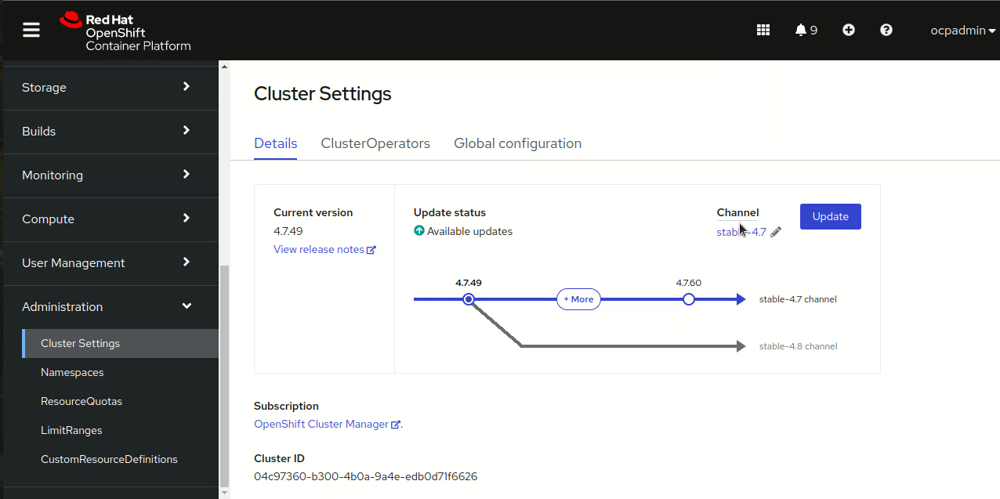 Red Hat
OpenShift
Container Platform
9
ocpadmin
Storage
Builds
Monitoring
Compute
User Management
Administration
Cluster Settings
Namespaces
ResourceQuotas
LimitRanges
CustomResourceDefinitions
Cluster Settings
Details ClusterOperators Global configuration
Current version
4.7.49
View release notes
Update status
Available updates
Channel
stable-4.7
Update
4.7.49
+ More
4.7.60
stable-4.7 channel
stable-4.8 channel
Subscription
OpenShift Cluster Manager.
Cluster ID
04c97360-b300-4b0a-9a4e-edb0d71f6626